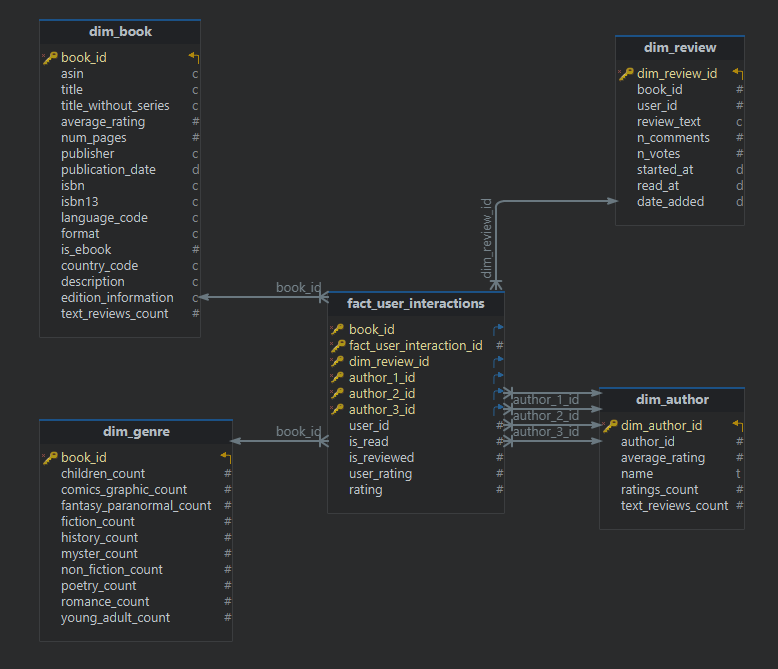 dim_book
book_id
asin c
title c
title_without_series c
average_rating #
num_pages #
publisher c
publication_date d
isbn c
isbn13 c
language_code c
format c
is_ebook #
country_code c
description c
edition_information c
text_reviews_count #
dim_review
dim_review_id
book_id #
user_id #
review_text c
n_comments #
n_votes #
started_at d
read_at d
date_added d
dim_review_id
book_id
fact_user_interactions
book_id
fact_user_interaction_id #
dim_review_id
author_1_id
author_2_id
author_3_id
user_id #
is_read #
is_reviewed #
user_rating #
rating #
author_1_id
author_2_id
author_3_id
dim_author
dim_author_id
author_id #
average_rating #
name t
ratings_count #
text_reviews_count #
book_id
dim_genre
book_id
children_count #
comics_graphic_count #
fantasy_paranormal_count #
fiction_count #
history_count #
myster_count #
non_fiction_count #
poetry_count #
romance_count #
young_adult_count #